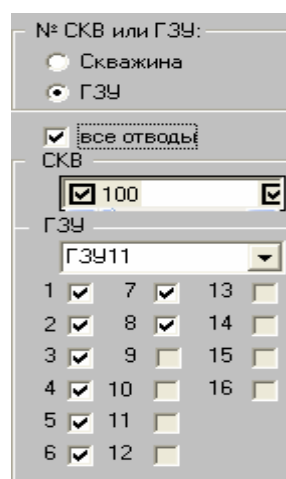 № СКВ или ГЗУ:
Скважина
ГЗУ
все отводы
СКВ
100
ГЗУ
ГЗУ11
1 7 13
2 8 14
3 9 15
4 10 16
5 11
6 12